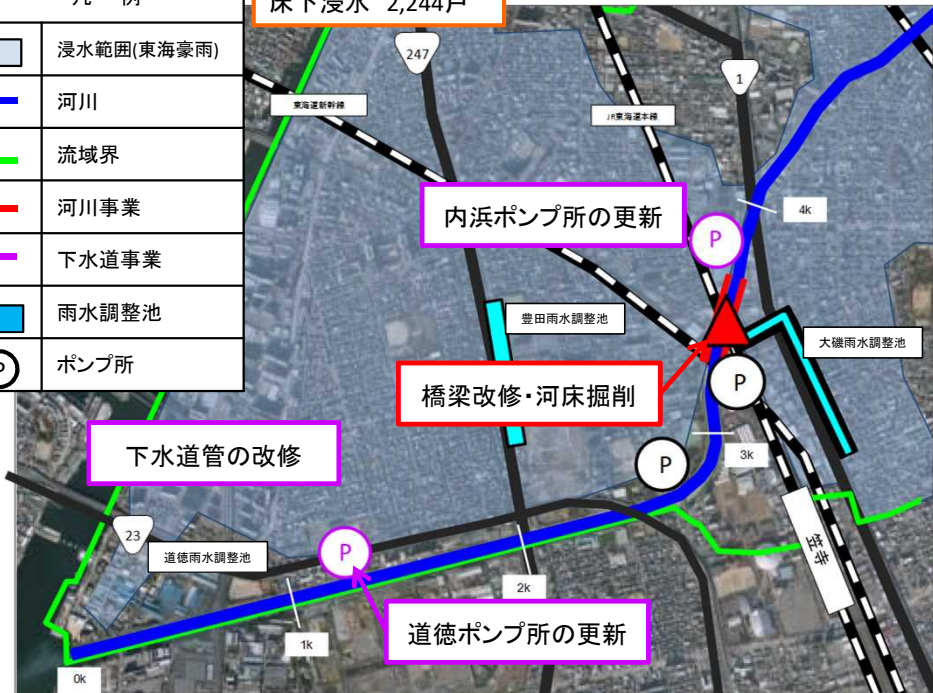 凡 例
浸水範囲(東海豪雨)
河川
流域界
河川事業
下水道事業
雨水調整池
P
ポンプ所
床下浸水 2,244戸
247
1
東海道新幹線
JR東海道本線
4k
内浜ポンプ所の更新
P
豊田雨水調整池
大磯雨水調整池
橋梁改修・河床掘削
P
3k
P
下水道管の改修
笠寺
23
道徳雨水調整池
P
2k
1k
道徳ポンプ所の更新
0k